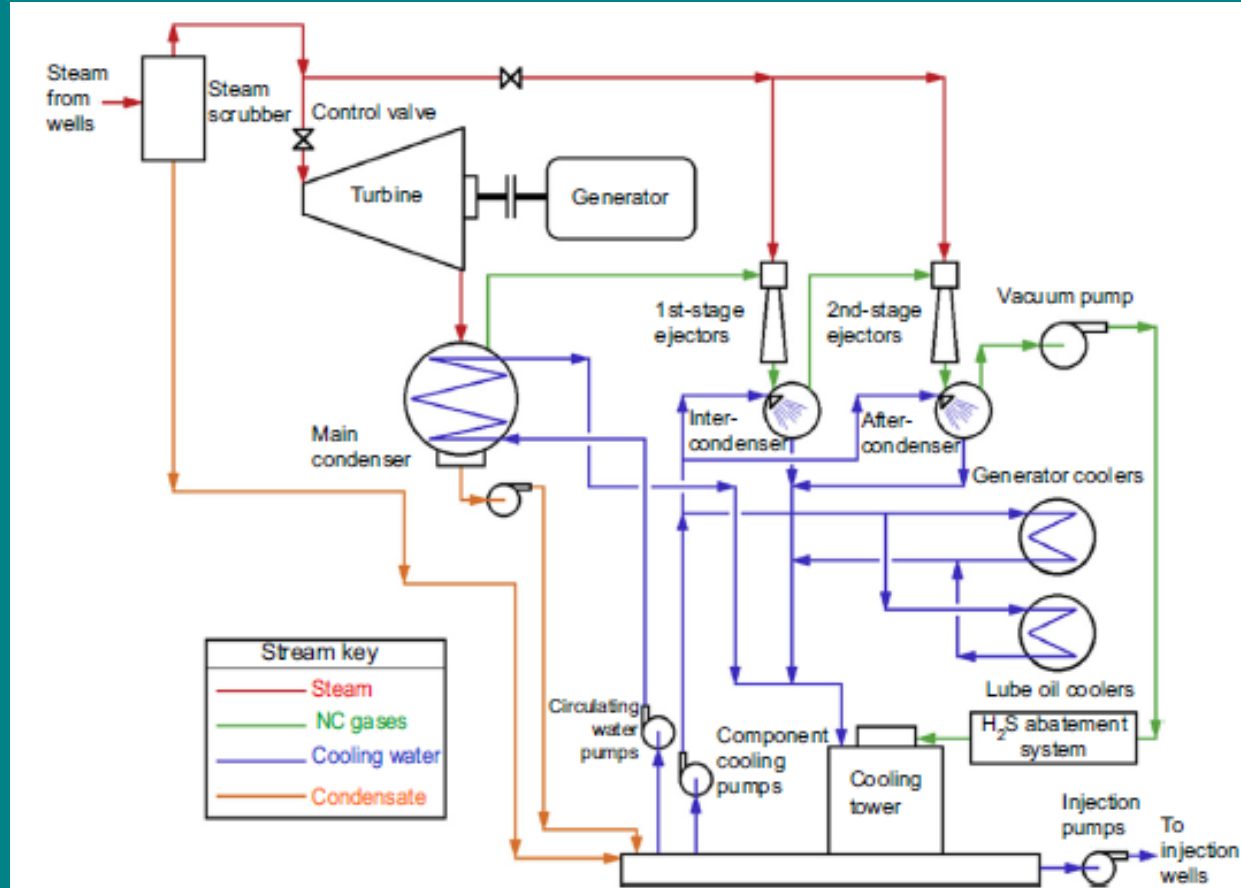 Steam
from
wells
Steam
scrubber
Control valve
Turbine
Generator
1st-stage
ejectors
2nd-stage
ejectors
Vacuum pump
Main
condenser
Inter-
condenser
After-
condenser
Generator coolers
Lube oil coolers
Stream key
Steam
NC gases
Cooling water
Condensate
Circulating
water
pumps
Component
cooling
pumps
Cooling
tower
H₂S abatement
system
Injection
pumps
To
injection
wells